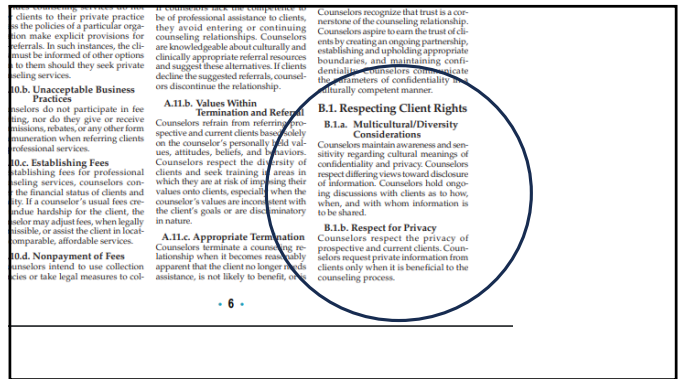 clients to their private practice
ss the policies of a particular orga-
tion make explicit provisions for
referrals. In such instances, the cli-
must be informed of other options
to them should they seek private
nseling services.
10.b. Unacceptable Business
Practices
nselors do not participate in fee
ting, nor do they give or receive
missions, rebates, or any other form
muneration when referring clients
professional services.
10.c. Establishing Fees
stablishing fees for professional
nseling services, counselors con-
the financial status of clients and
lity. If a counselor's usual fees cre-
undue hardship for the client, the
nselor may adjust fees, when legally
missible, or assist the client in locat-
comparable, affordable services.
10.d. Nonpayment of Fees
unselors intend to use collection
cies or take legal measures to col-
If counselors lack the competence to
be of professional assistance to clients,
they avoid entering or continuing
counseling relationships. Counselors
are knowledgeable about culturally and
clinically appropriate referral resources
and suggest these alternatives. If clients
decline the suggested referrals, counsel-
ors discontinue the relationship.
A.11.b. Values Within
Termination and Referral
Counselors refrain from referring pro-
spective and current clients based solely
on the counselor's personally held val-
ues, attitudes, beliefs, and behaviors.
Counselors respect the diversity of
clients and seek training in areas in
which they are at risk of imposing their
values onto clients, especially when the
counselor's values are inconsistent with
the client's goals or are discriminatory
in nature.
A.11.c. Appropriate Termination
Counselors terminate a counseling re-
lationship when it becomes reasonably
apparent that the client no longer needs
assistance, is not likely to benefit, or is
Counselors recognize that trust is a cor-
nerstone of the counseling relationship.
Counselors aspire to earn the trust of cli-
ents by creating an ongoing partnership,
establishing and upholding appropriate
boundaries, and maintaining confi-
dentiality. Counselors communicate
the parameters of confidentiality in a
culturally competent manner.
B.1. Respecting Client Rights
B.1.a. Multicultural/Diversity
Considerations
Counselors maintain awareness and sen-
sitivity regarding cultural meanings of
confidentiality and privacy. Counselors
respect differing views toward disclosure
of information. Counselors hold ongo-
ing discussions with clients as to how,
when, and with whom information is
to be shared.
B.1.b. Respect for Privacy
Counselors respect the privacy of
prospective and current clients. Coun-
selors request private information from
clients only when it is beneficial to the
counseling process.
• 6 •